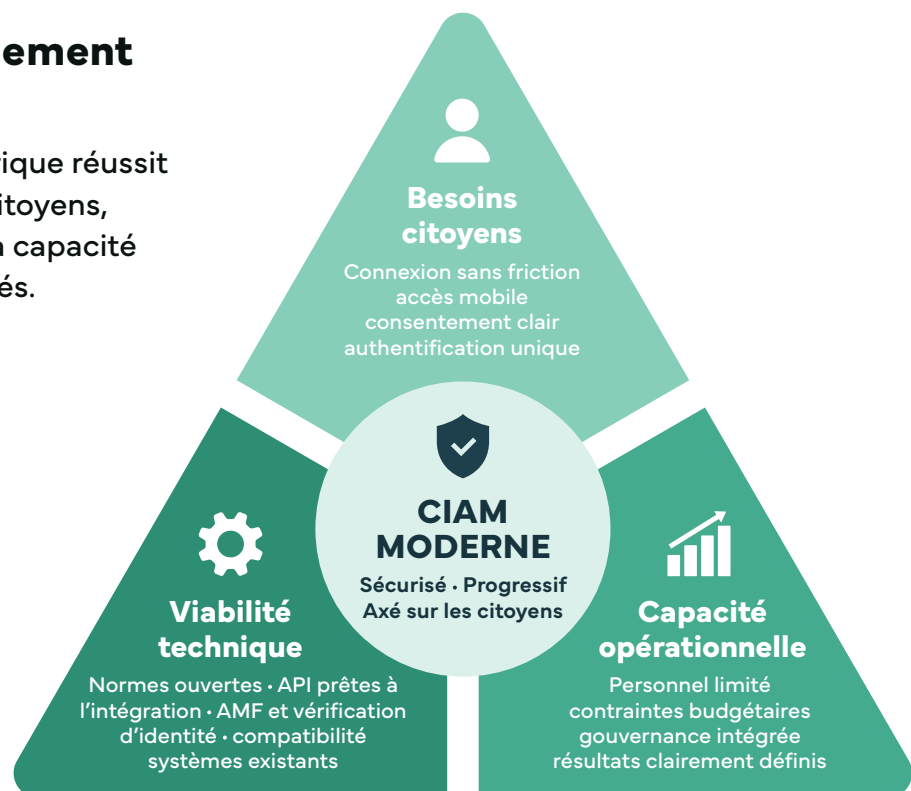 ement
ique réussit
itoyens,
capacité
és.
Besoins
citoyens
Connexion sans friction
accès mobile
consentement clair
authentification unique
CIAM
MODERNE
Sécurisé · Progressif
Axé sur les citoyens
Viabilité
technique
Normes ouvertes · API prêtes à
l’intégration · AMF et vérification
d’identité · compatibilité
systèmes existants
Capacité
opérationnelle
Personnel limité
contraintes budgétaires
gouvernance intégrée
résultats clairement définis